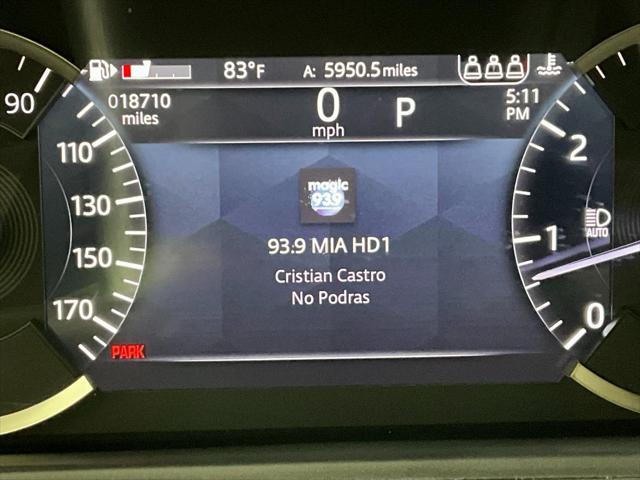 83°F A: 5950.5 miles
018710 miles
0 mph
P
5:11 PM
90
110
130
150
170
2
1
0
AUTO
magic 93.9
93.9 MIA HD1
Cristian Castro
No Podras
PARK